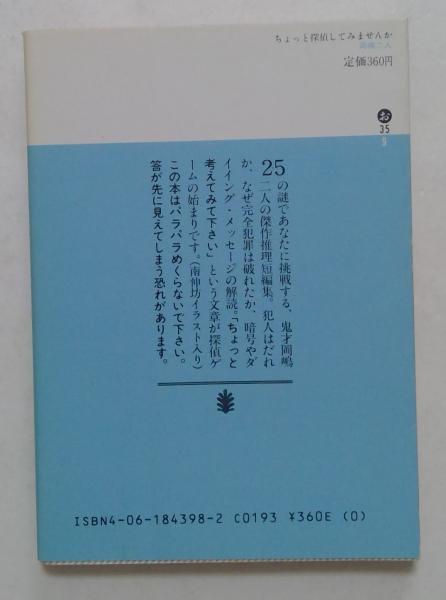 ちょっと探偵してみませんか
岡嶋二人
定価360円
お
35
9
25の謎であなたに挑戦する、鬼才岡嶋
二人の傑作推理短編集。犯人はだれ
か、なぜ完全犯罪は破れたか、暗号やダ
イイング・メッセージの解読。「ちょっと
考えてみて下さい」という文章が探偵ゲ
ームの始まりです。(南伸坊イラスト入り)
この本はパラパラめくらないで下さい。
答が先に見えてしまう恐れがあります。
ISBN4-06-184398-2 C0193 ¥360E (0)